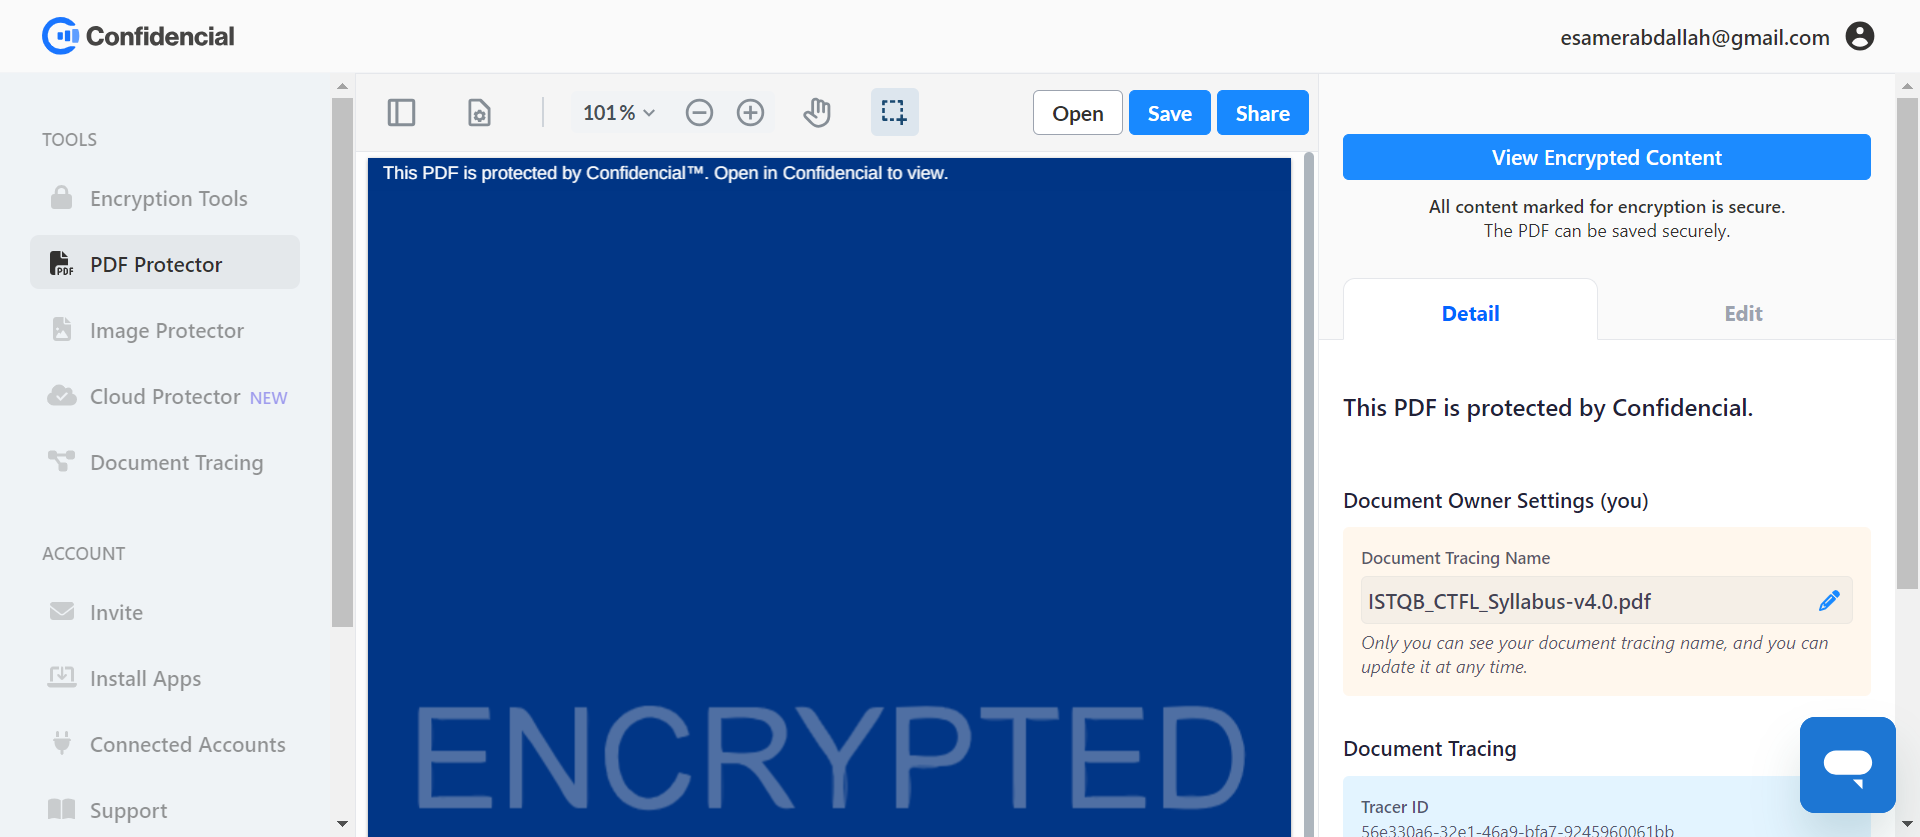 Confidencial
esamerabdallah@gmail.com
TOOLS
Encryption Tools
PDF Protector
Image Protector
Cloud Protector NEW
Document Tracing
ACCOUNT
Invite
Install Apps
Connected Accounts
Support
101%
Open
Save
Share
This PDF is protected by Confidencial™. Open in Confidencial to view.
ENCRYPTED
View Encrypted Content
All content marked for encryption is secure.
The PDF can be saved securely.
Detail
Edit
This PDF is protected by Confidencial.
Document Owner Settings (you)
Document Tracing Name
ISTQB_CTFL_Syllabus-v4.0.pdf
Only you can see your document tracing name, and you can
update it at any time.
Document Tracing
Tracer ID
56e330a6-32e1-46a9-bfa7-9245960061bb